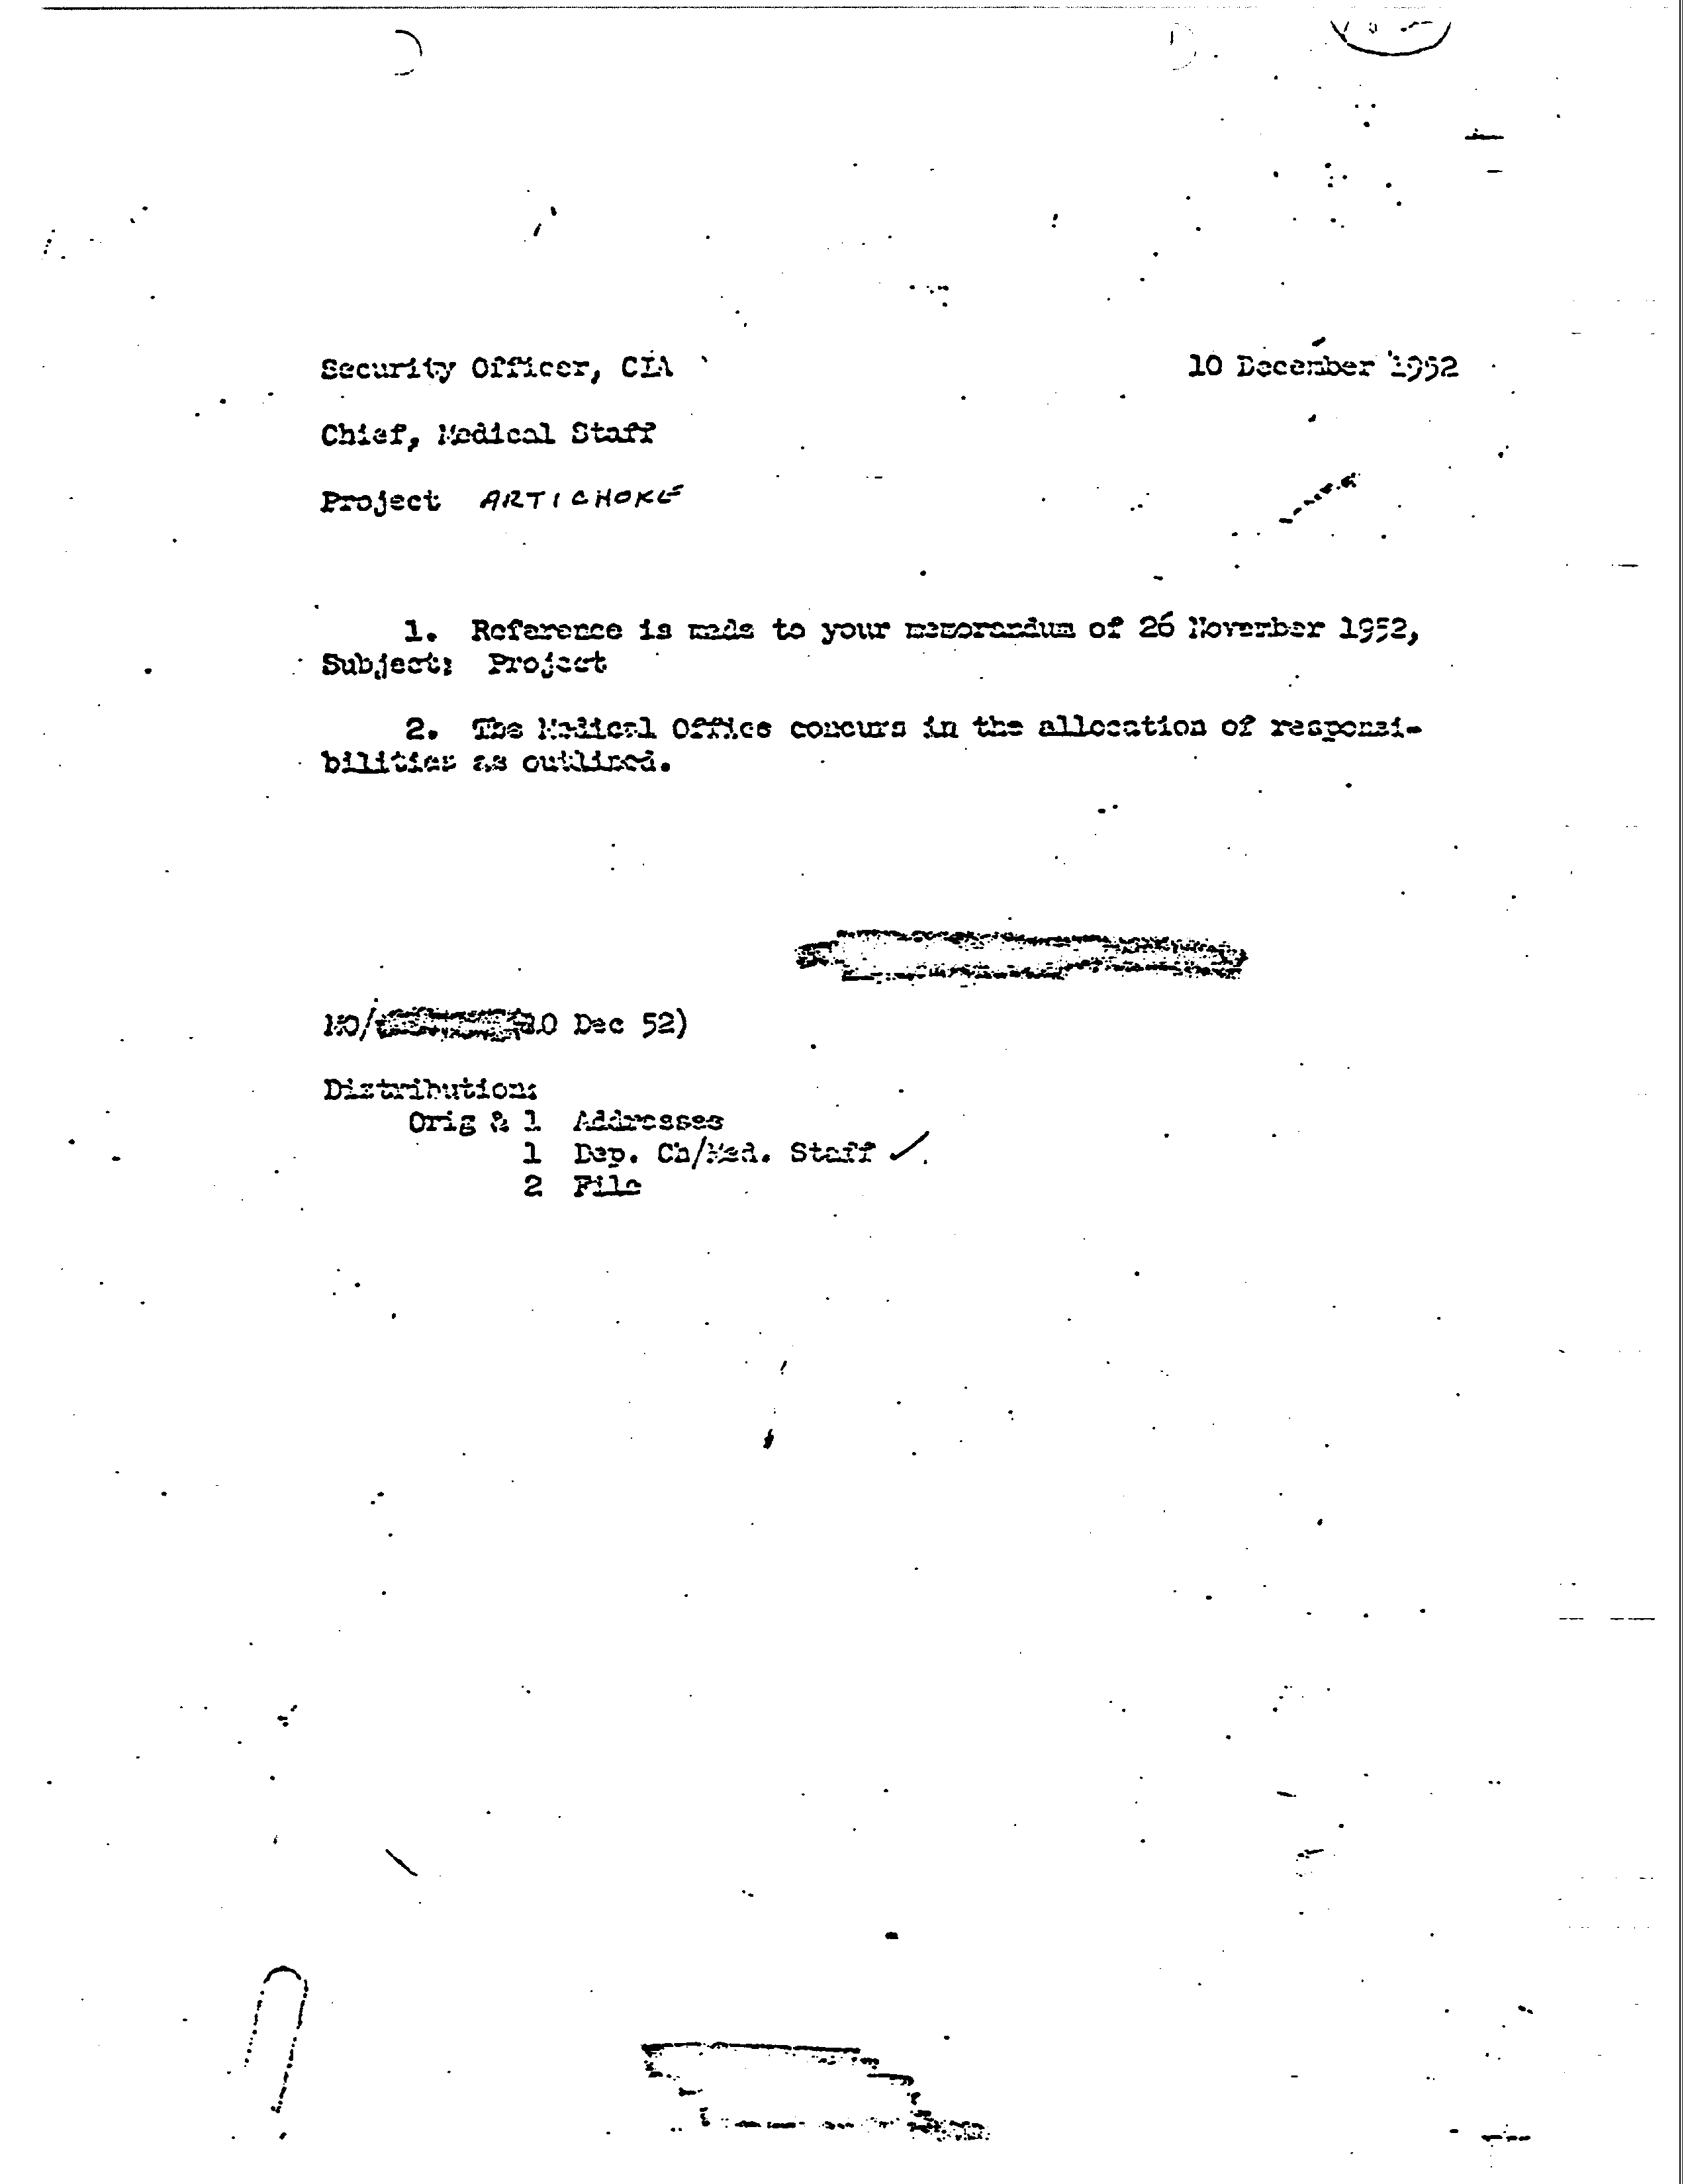 Security Officer, CIA 10 December 1952
Chief, Medical Staff
Project ARTICHOKE
1. Reference is made to your memorandum of 26 November 1952,
Subject: Project
2. The Medical Office concurs in the allocation of responsi-
bilities as outlined.
MO/ 10 Dec 52)
Distribution:
Orig & 1 Addresses
1 Dep. Ch/Med. Staff ✓
2 File